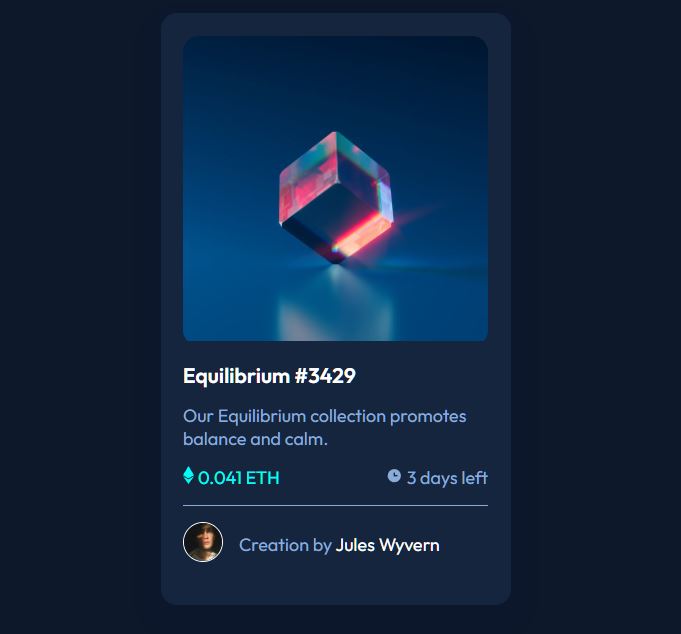 Equilibrium #3429
Our Equilibrium collection promotes
balance and calm.
0.041 ETH 3 days left
Creation by Jules Wyvern